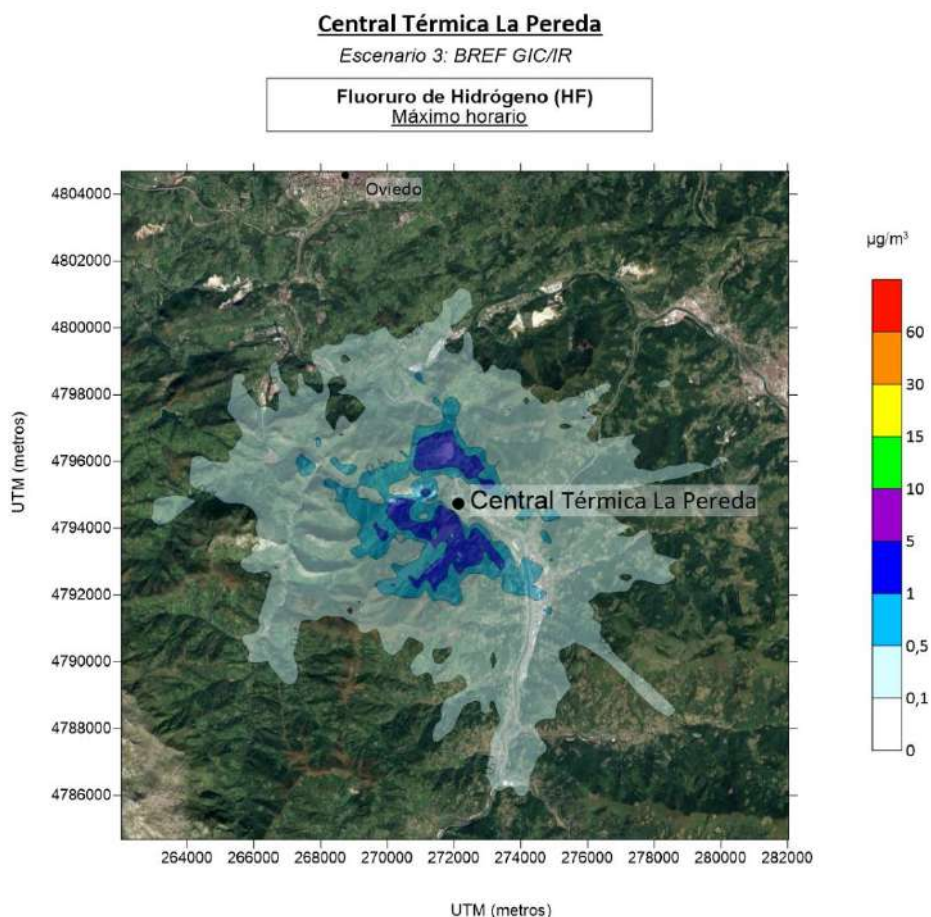 Central Térmica La Pereda
Escenario 3: BREF GIC/IR
Fluoruro de Hidrógeno (HF)
Máximo horario
Oviedo
4804000
4802000
4800000
4798000
4796000
4794000
4792000
4790000
4788000
4786000
UTM (metros)
Central Térmica La Pereda
264000 266000 268000 270000 272000 274000 276000 278000 280000 282000
UTM (metros)
µg/m³
60
30
15
10
5
1
0,5
0,1
0